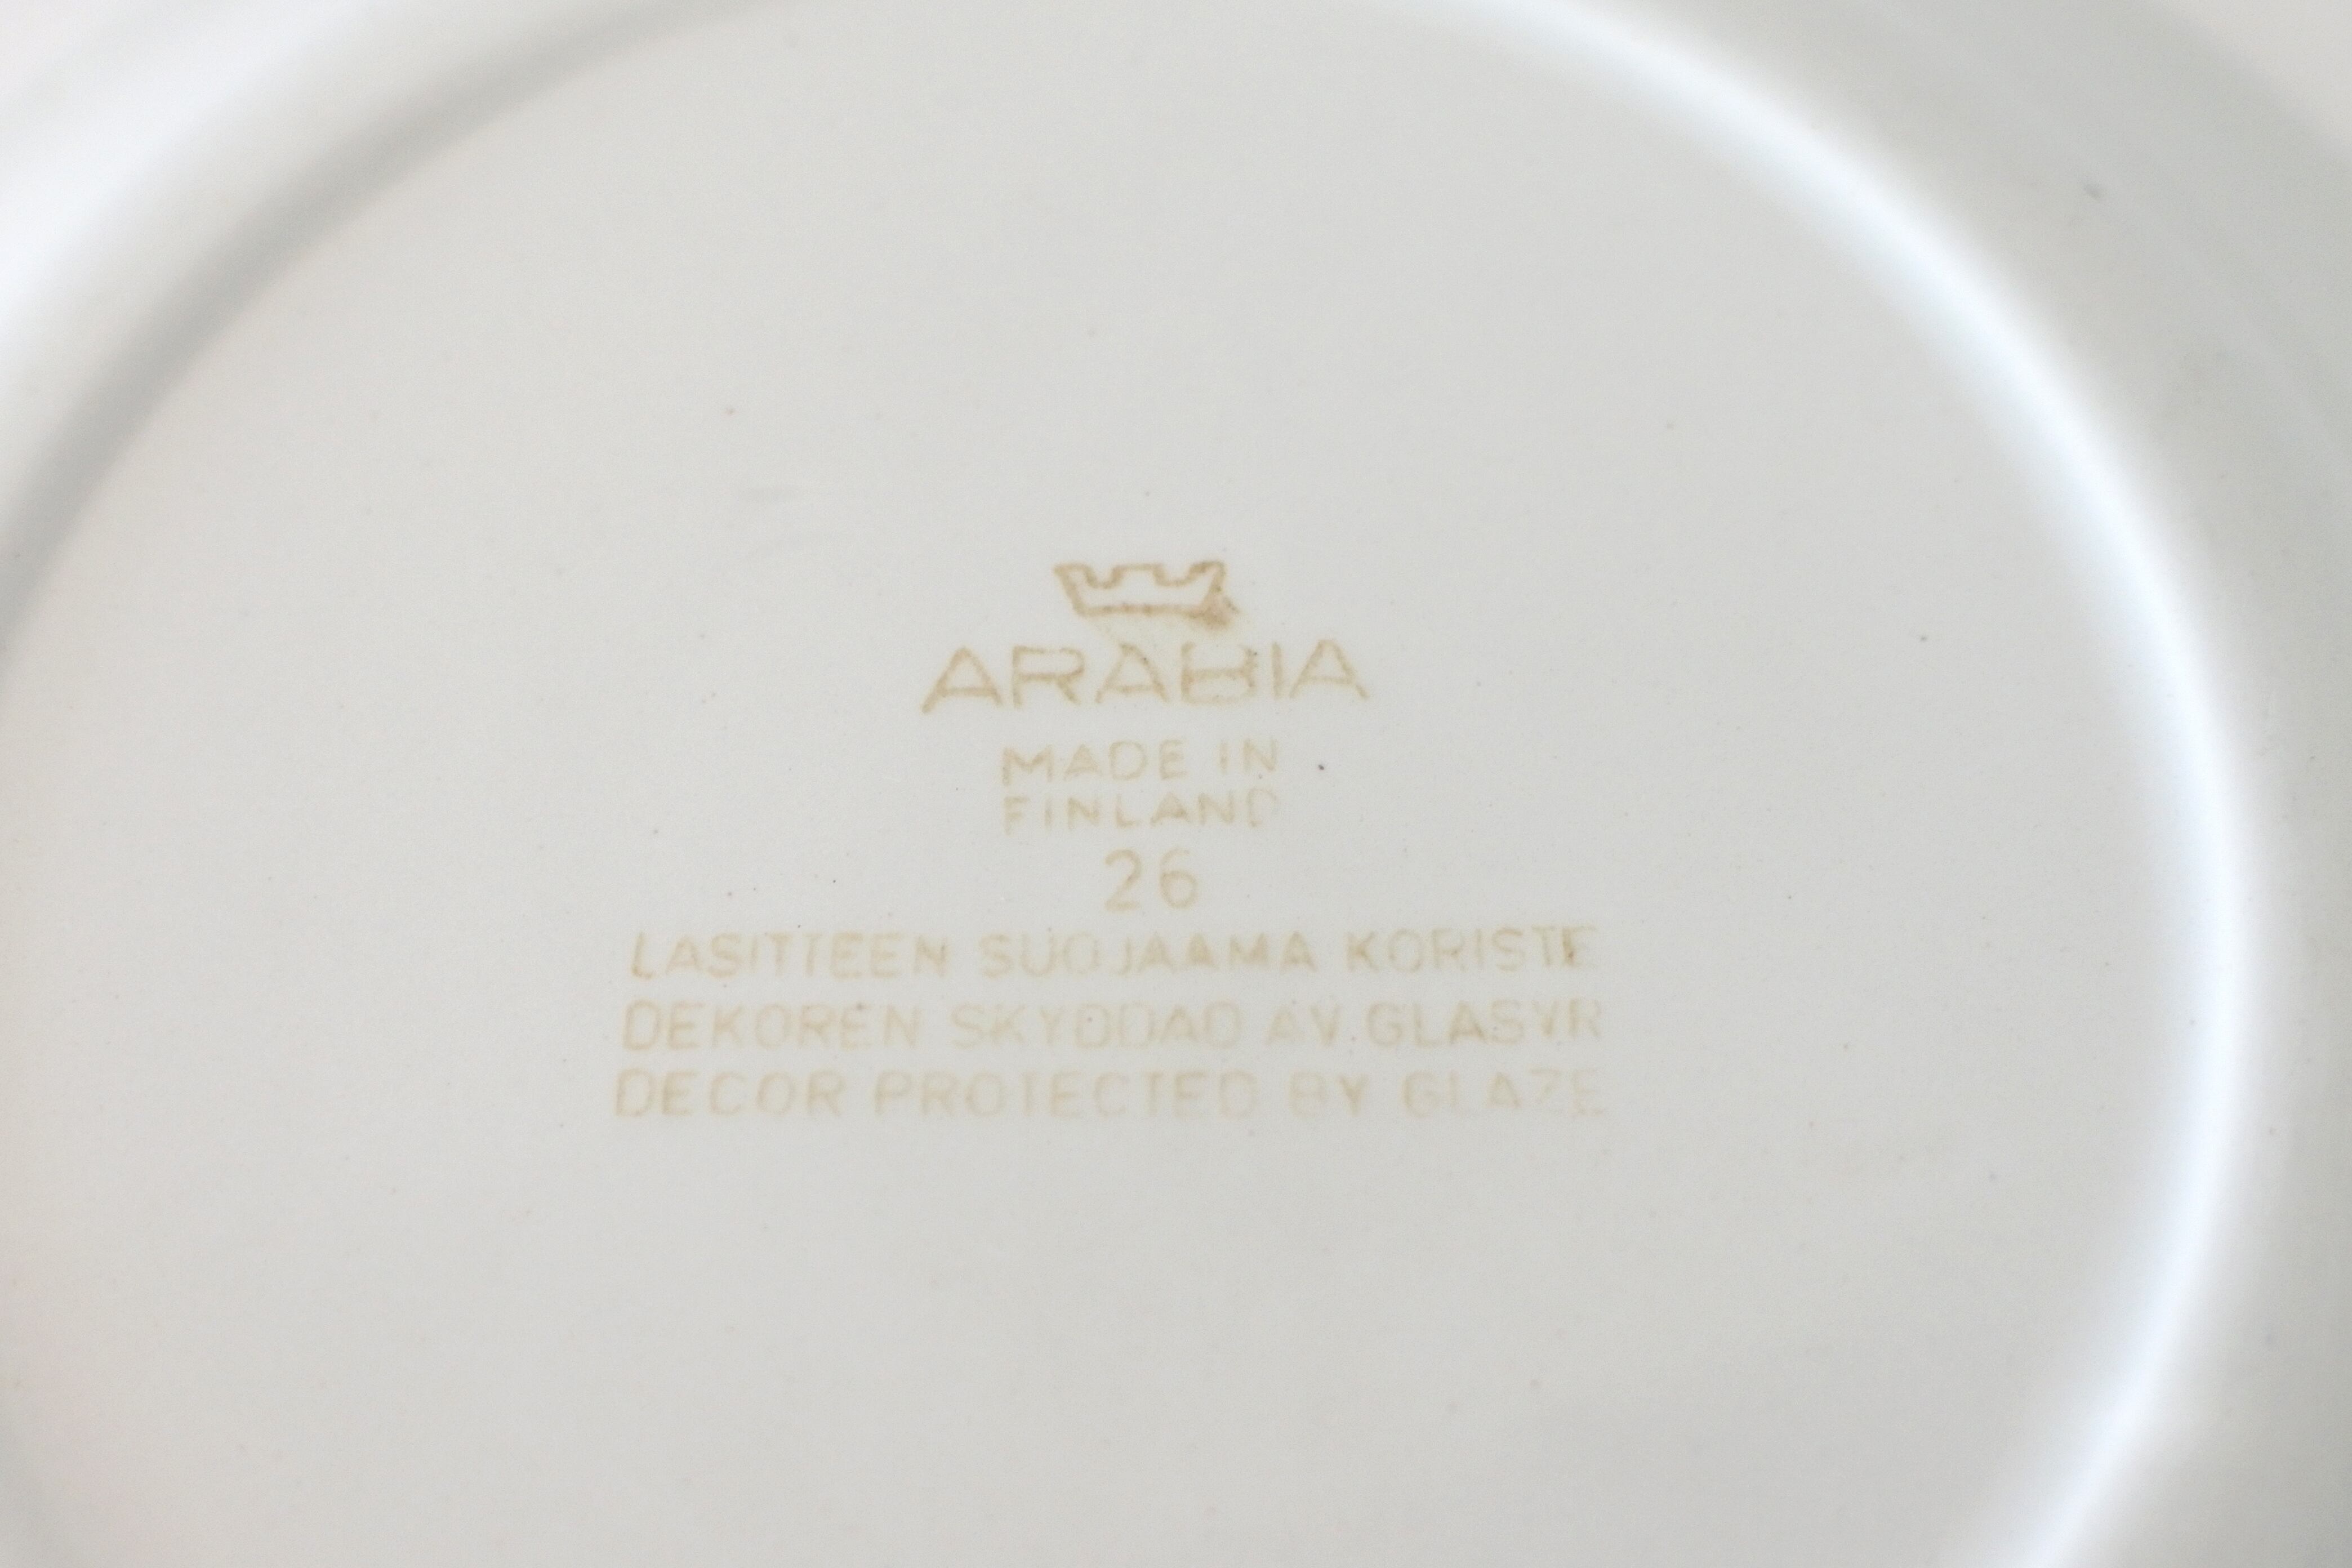 ARABIA
MADE IN
FINLAND
26
LASITTEEN SUOJAAMA KORISTE
DEKOREN SKYDDAD AV GLASYR
DECOR PROTECTED BY GLAZE